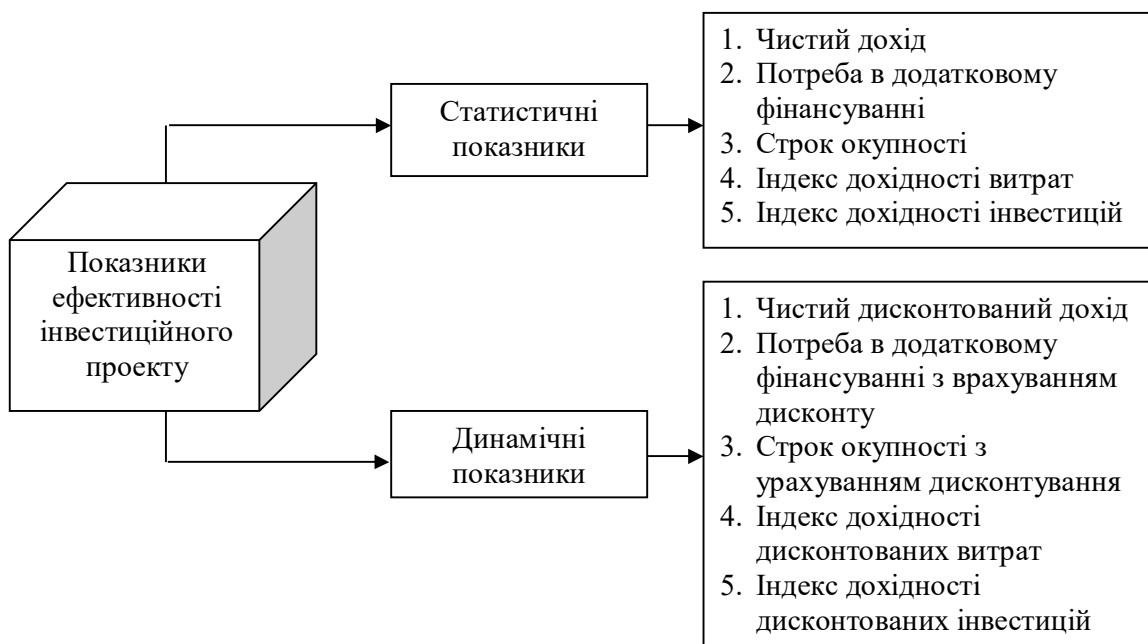 Показники
ефективності
інвестиційного
проекту
Статистичні
показники
1. Чистий дохід
2. Потреба в додатковому
фінансуванні
3. Строк окупності
4. Індекс дохідності витрат
5. Індекс дохідності інвестицій
Динамічні
показники
1. Чистий дисконтований дохід
2. Потреба в додатковому
фінансуванні з врахуванням
дисконту
3. Строк окупності з
урахуванням дисконтування
4. Індекс дохідності
дисконтованих витрат
5. Індекс дохідності
дисконтованих інвестицій